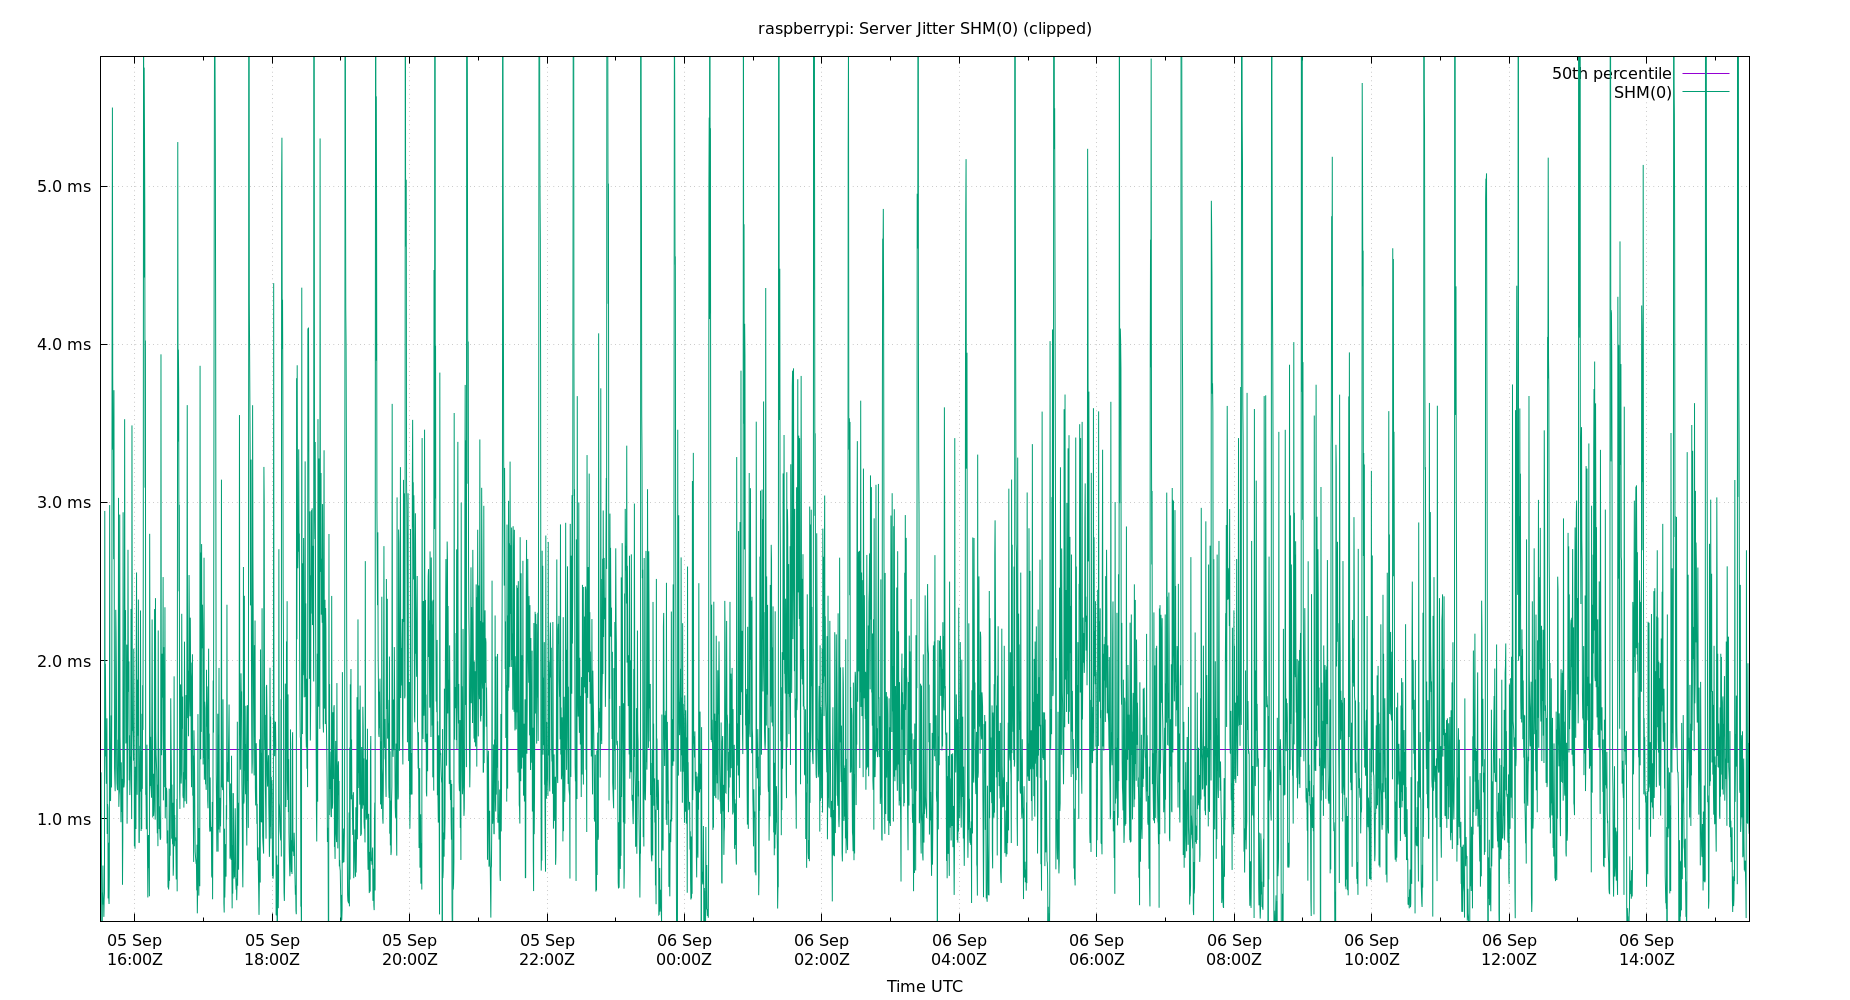 raspberrypi: Server Jitter SHM(0) (clipped)
50th percentile
SHM(0)
5.0 ms
4.0 ms
3.0 ms
2.0 ms
1.0 ms
05 Sep 05 Sep 05 Sep 05 Sep 06 Sep 06 Sep 06 Sep 06 Sep 06 Sep 06 Sep 06 Sep 06 Sep
16:00Z 18:00Z 20:00Z 22:00Z 00:00Z 02:00Z 04:00Z 06:00Z 08:00Z 10:00Z 12:00Z 14:00Z
Time UTC